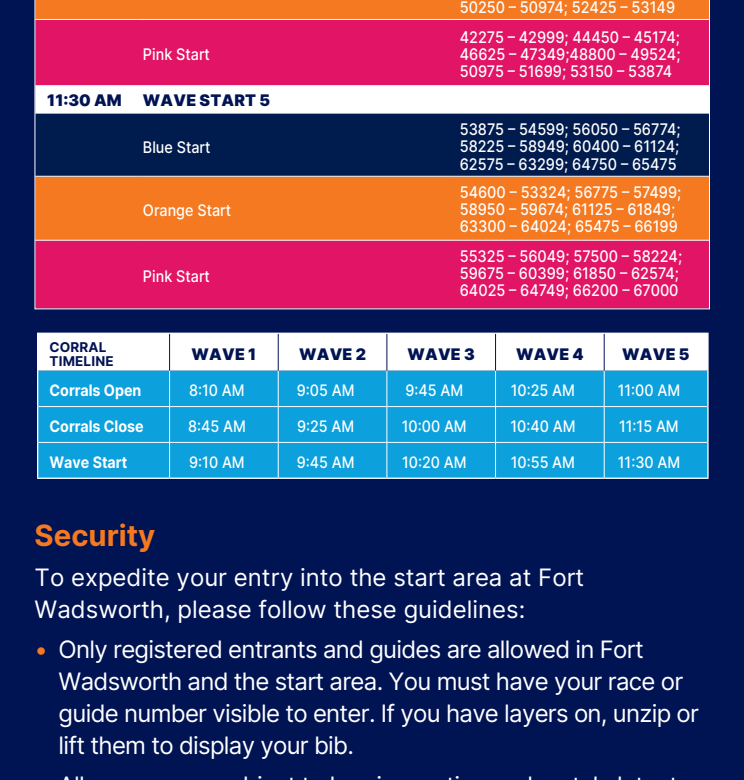 50250 – 50974; 52425 – 53149
Pink Start
42275 – 42999; 44450 – 45174;
46625 – 47349;48800 – 49524;
50975 – 51699; 53150 – 53874
11:30 AM WAVE START 5
Blue Start
53875 – 54599; 56050 – 56774;
58225 – 58949; 60400 – 61124;
62575 – 63299; 64750 – 65475
Orange Start
54600 – 53324; 56775 – 57499;
58950 – 59674; 61125 – 61849;
63300 – 64024; 65475 – 66199
Pink Start
55325 – 56049; 57500 – 58224;
59675 – 60399; 61850 – 62574;
64025 – 64749; 66200 – 67000
CORRAL
TIMELINE
WAVE 1 WAVE 2 WAVE 3 WAVE 4 WAVE 5
Corrals Open 8:10 AM 9:05 AM 9:45 AM 10:25 AM 11:00 AM
Corrals Close 8:45 AM 9:25 AM 10:00 AM 10:40 AM 11:15 AM
Wave Start 9:10 AM 9:45 AM 10:20 AM 10:55 AM 11:30 AM
Security
To expedite your entry into the start area at Fort
Wadsworth, please follow these guidelines:
• Only registered entrants and guides are allowed in Fort
Wadsworth and the start area. You must have your race or
guide number visible to enter. If you have layers on, unzip or
lift them to display your bib.